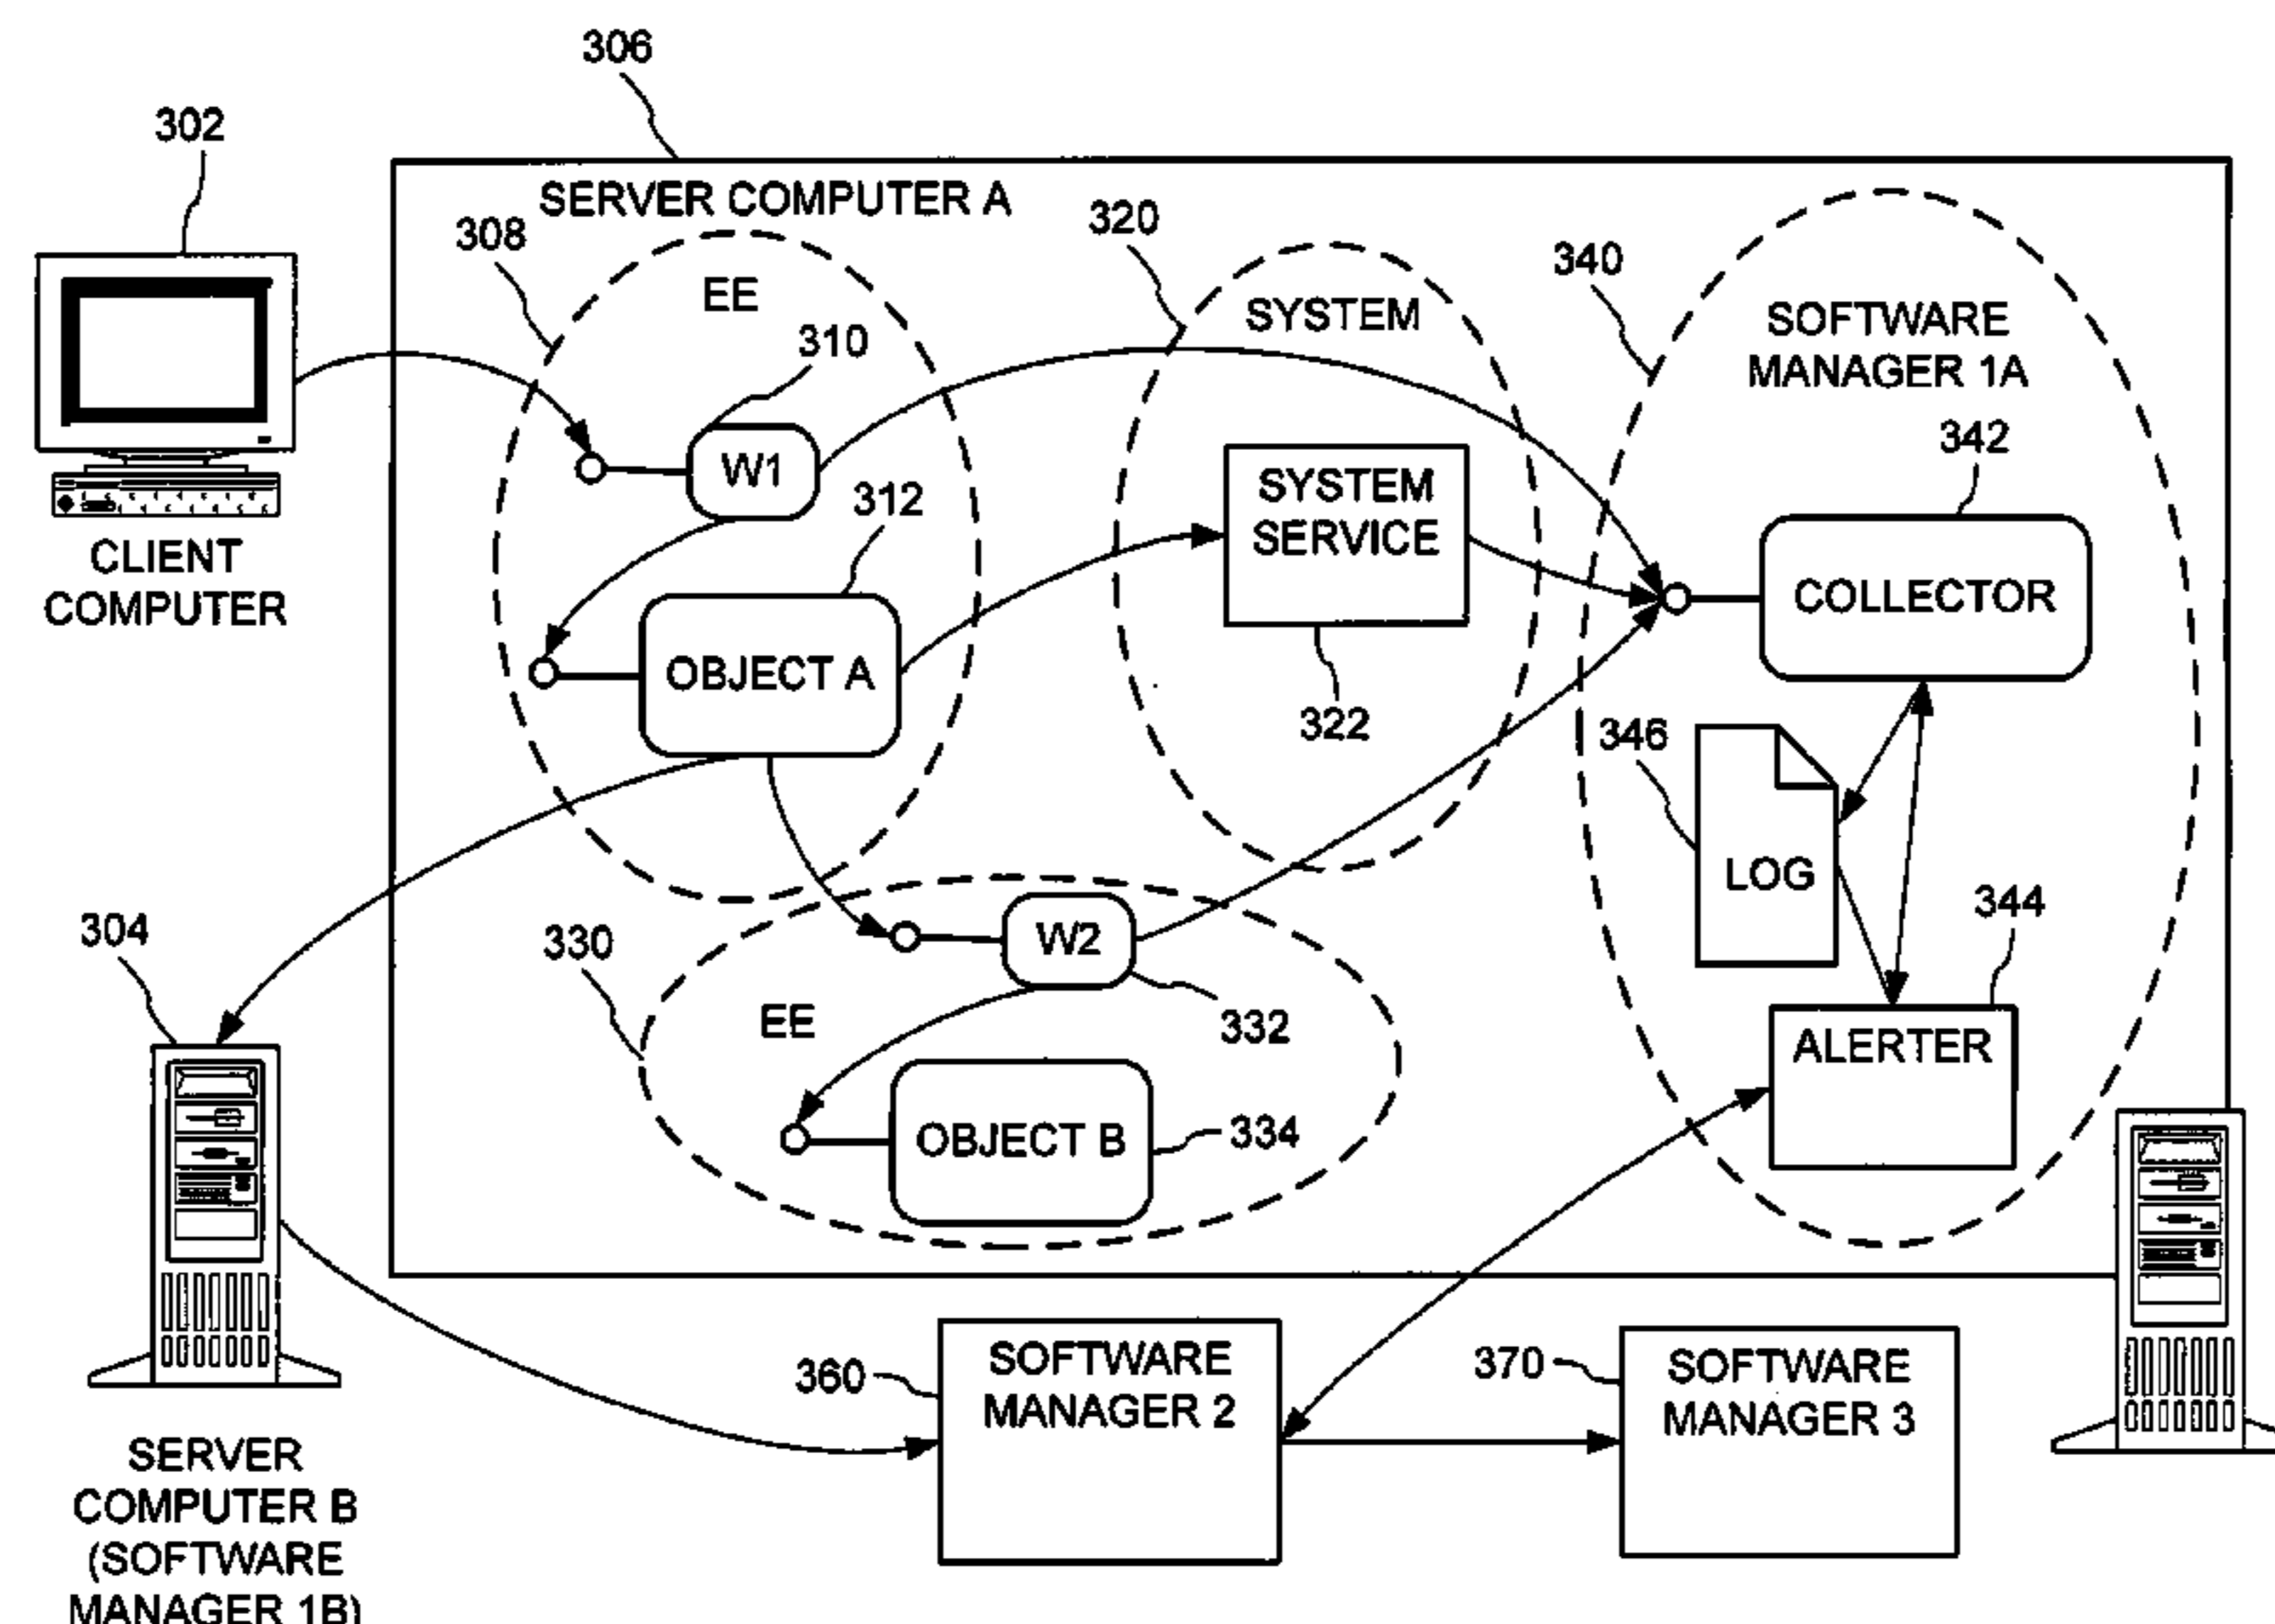 306
302
SERVER COMPUTER A
308
320
340
EE
SYSTEM
SOFTWARE
MANAGER 1A
310
342
W1
SYSTEM
SERVICE
312
CLIENT
COMPUTER
COLLECTOR
OBJECT A
322
346
LOG
344
304
330
W2
332
EE
ALERTER
OBJECT B
334
360
SOFTWARE
MANAGER 2
370
SOFTWARE
MANAGER 3
SERVER
COMPUTER B
(SOFTWARE
MANAGER 1B)